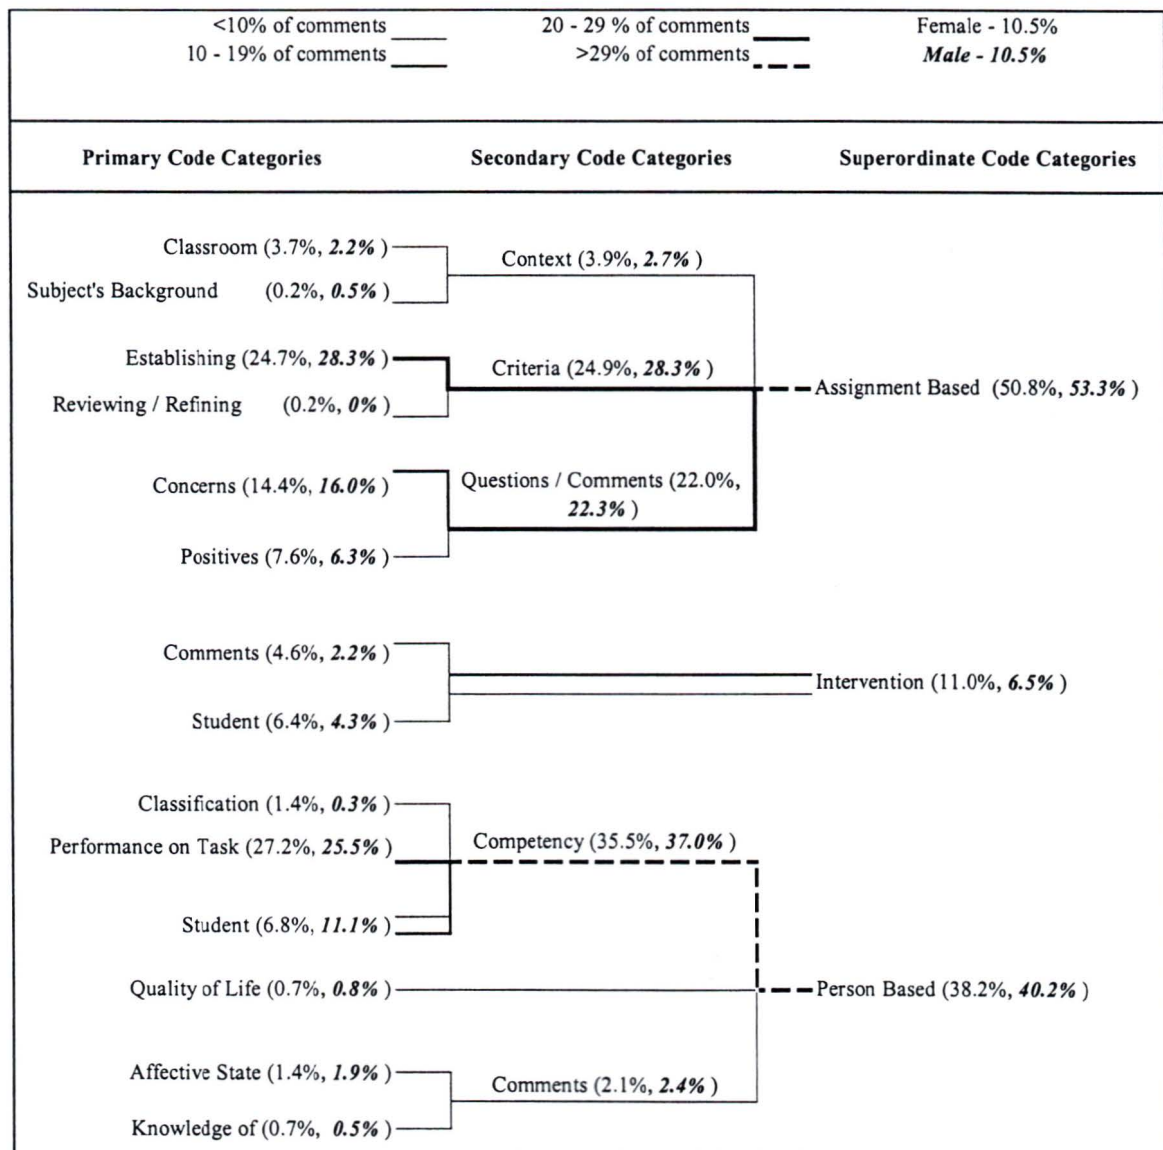 <10% of comments 20 - 29 % of comments Female - 10.5%
10 - 19% of comments >29% of comments Male - 10.5%
Primary Code Categories Secondary Code Categories Superordinate Code Categories
Classroom (3.7%, 2.2% )
Context (3.9%, 2.7% )
Subject's Background (0.2%, 0.5% )
Establishing (24.7%, 28.3% )
Criteria (24.9%, 28.3% )
Assignment Based (50.8%, 53.3% )
Reviewing / Refining (0.2%, 0% )
Concerns (14.4%, 16.0% )
Questions / Comments (22.0%,
22.3% )
Positives (7.6%, 6.3% )
Comments (4.6%, 2.2% )
Intervention (11.0%, 6.5% )
Student (6.4%, 4.3% )
Classification (1.4%, 0.3% )
Performance on Task (27.2%, 25.5% )
Competency (35.5%, 37.0% )
Student (6.8%, 11.1% )
Quality of Life (0.7%, 0.8% )
Person Based (38.2%, 40.2% )
Affective State (1.4%, 1.9% )
Comments (2.1%, 2.4% )
Knowledge of (0.7%, 0.5% )